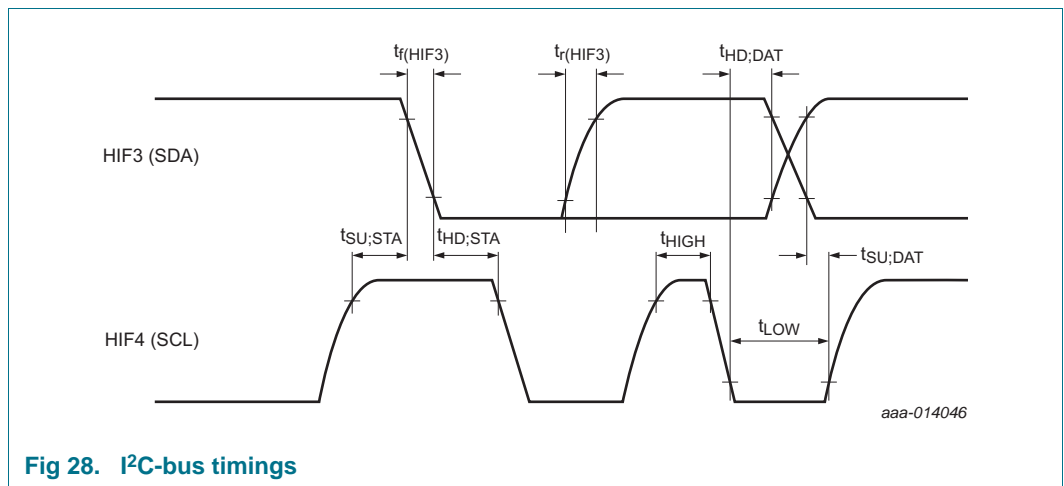 tf(HIF3) tr(HIF3) tHD;DAT
HIF3 (SDA)
tSU;STA tHD;STA tHIGH tSU;DAT
tLOW
HIF4 (SCL)
aaa-014046
Fig 28. I2C-bus timings